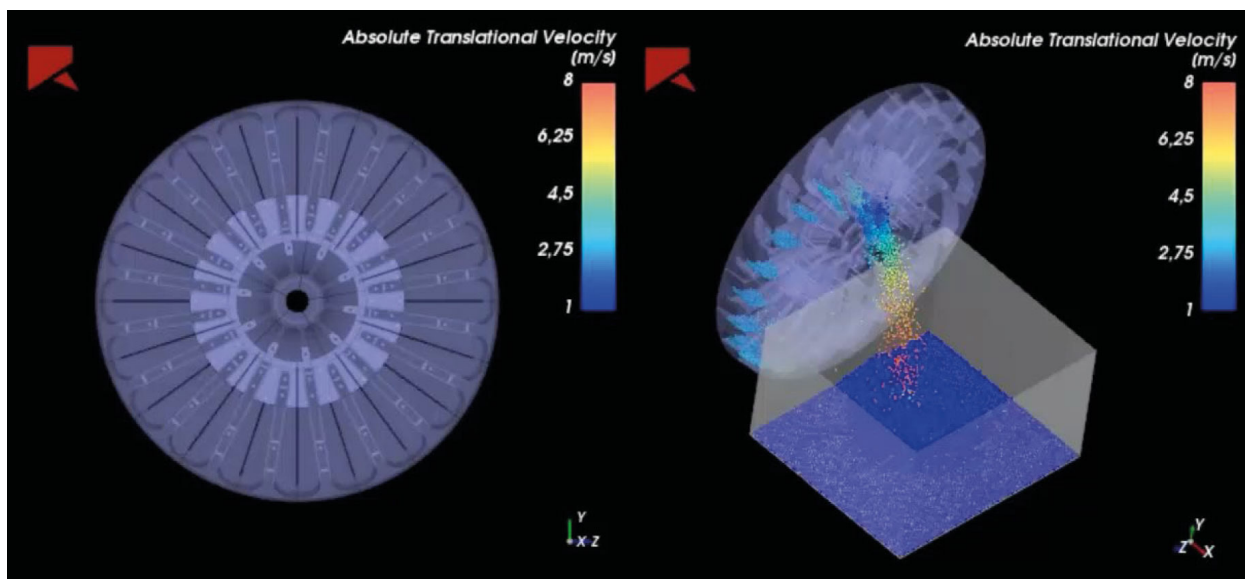 Absolute Translational Velocity
(m/s)
8
6,25
4,5
2,75
1
Y
X Z
Absolute Translational Velocity
(m/s)
8
6,25
4,5
2,75
1
Y
Z X